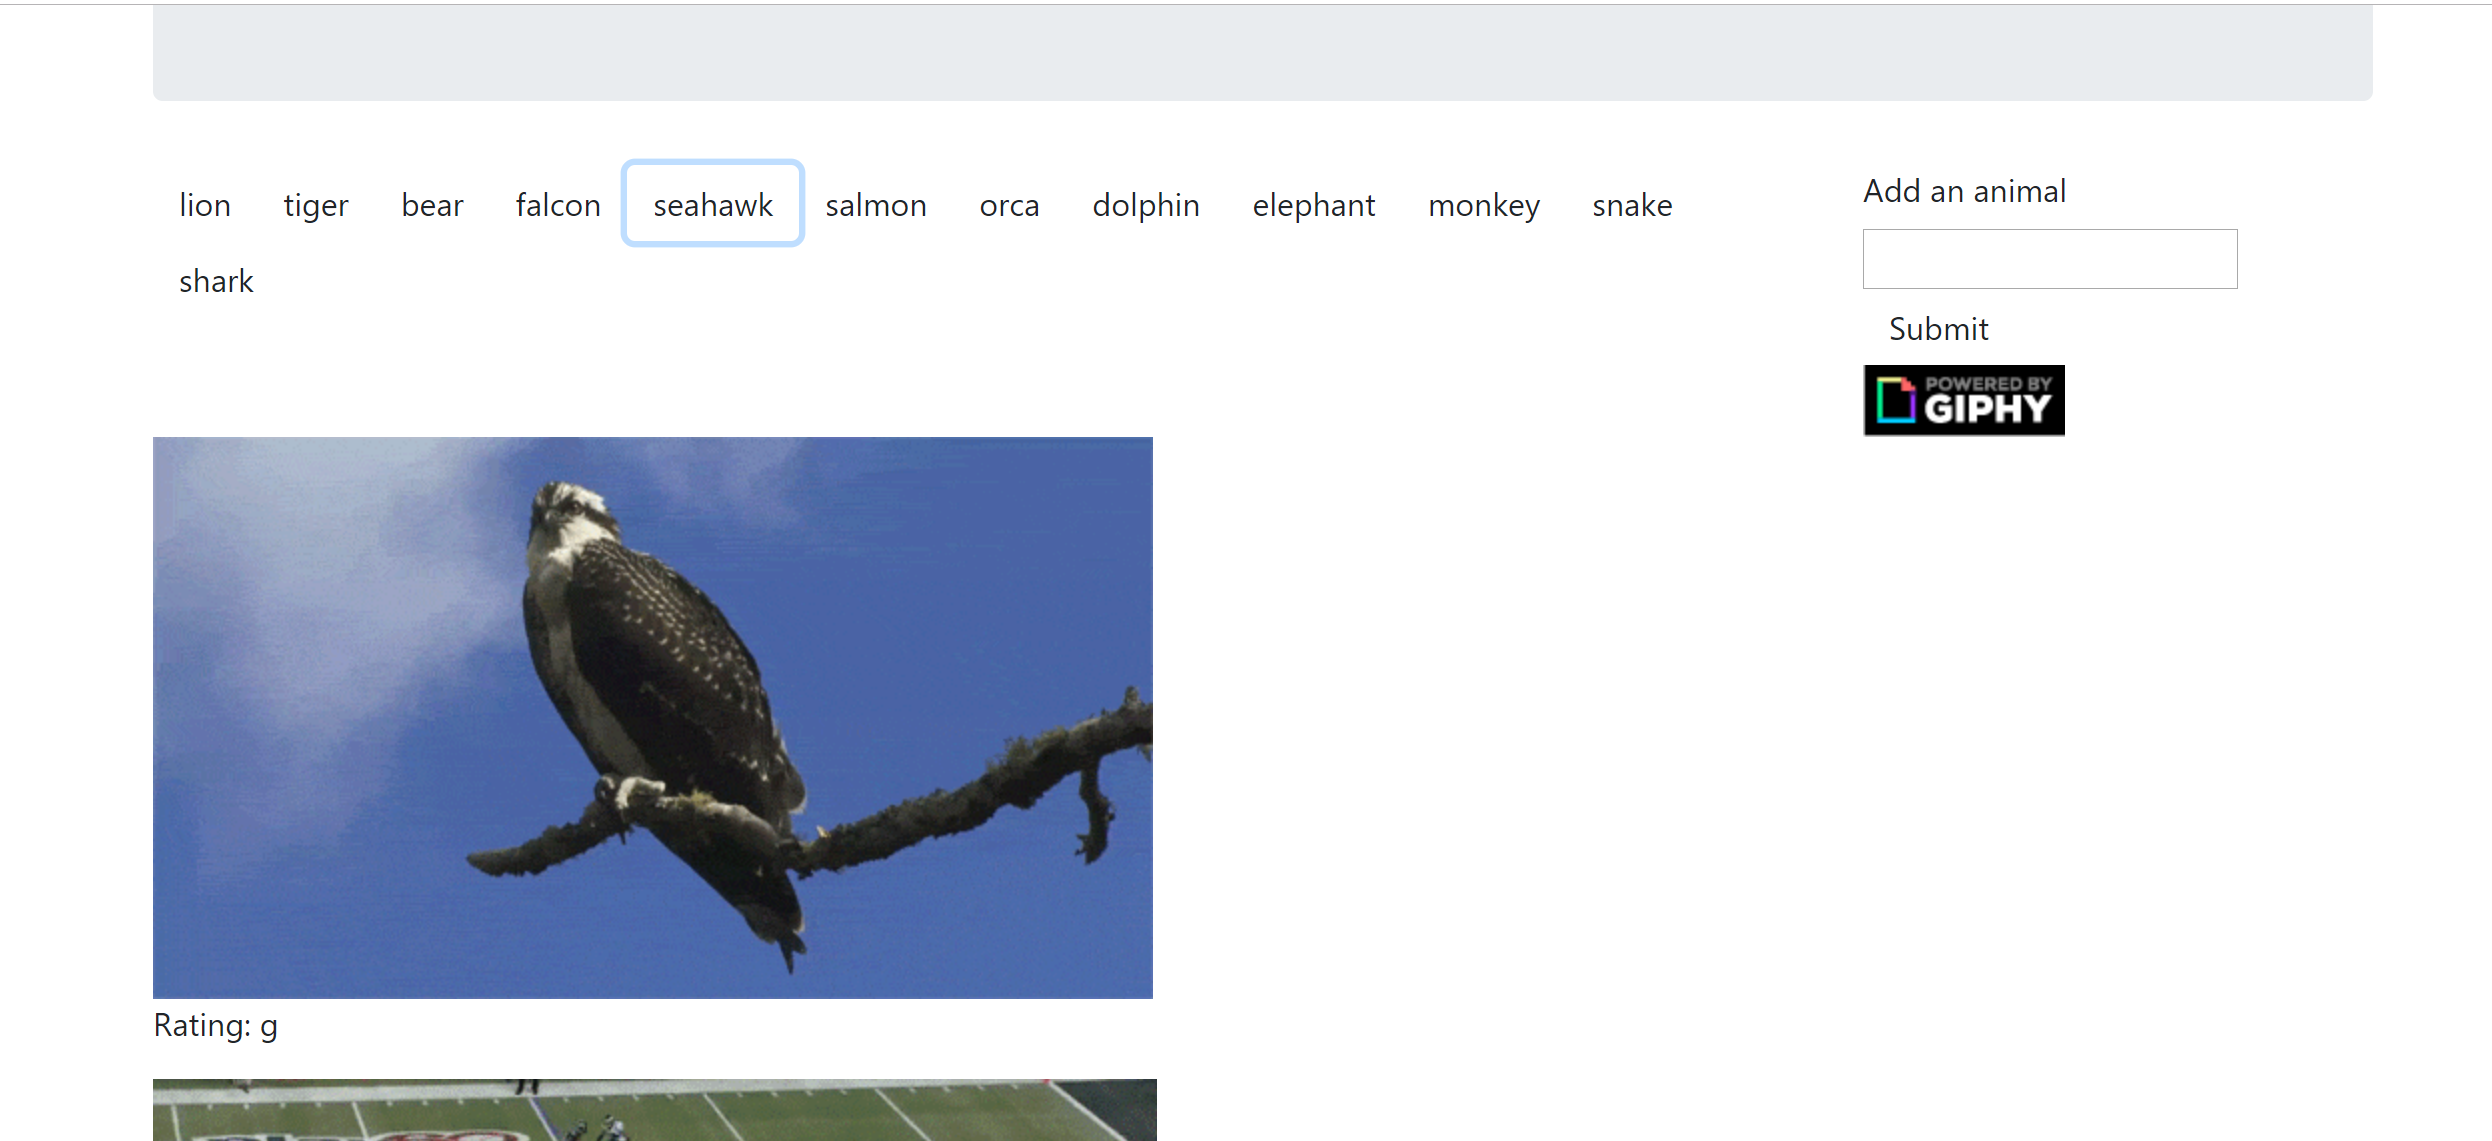 lion tiger bear falcon seahawk salmon orca dolphin elephant monkey snake
shark
Add an animal
Submit
POWERED BY
GIPHY
Rating: g